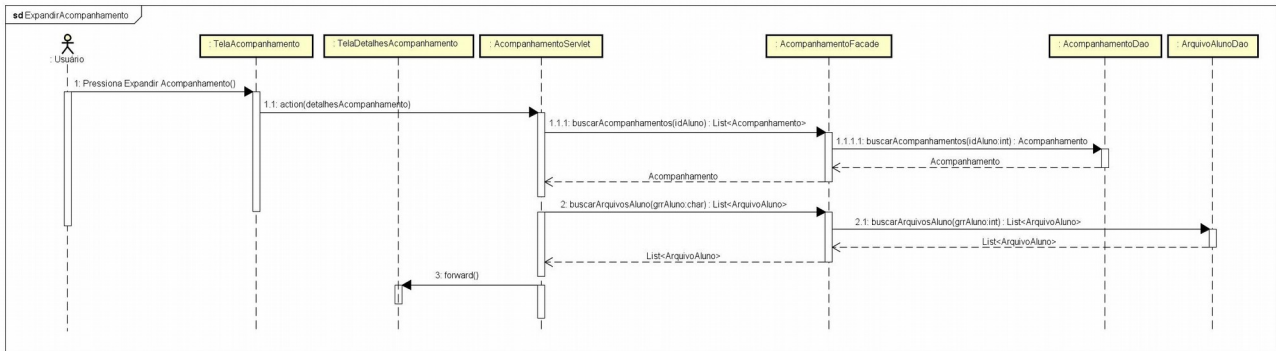 sd ExpandirAcompanhamento
: Usuário
: TelaAcompanhamento
: TelaDetalhesAcompanhamento
: AcompanhamentoServlet
: AcompanhamentoFacade
: AcompanhamentoDao
: ArquivoAlunoDao
1: Pressiona Expandir Acompanhamento()
1.1: action(detalhesAcompanhamento)
1.1.1: buscarAcompanhamentos(idAluno) : List<Acompanhamento>
1.1.1.1: buscarAcompanhamentos(idAluno:int) : Acompanhamento
Acompanhamento
Acompanhamento
2: buscarArquivosAluno(grrAluno:char) : List<ArquivoAluno>
2.1: buscarArquivosAluno(grrAluno:int) : List<ArquivoAluno>
List<ArquivoAluno>
List<ArquivoAluno>
3: forward()